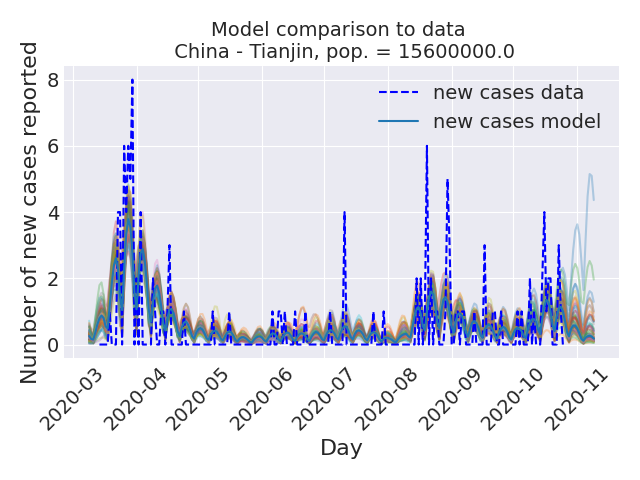 Model comparison to data
China - Tianjin, pop. = 15600000.0
Number of new cases reported
8
6
4
2
0
new cases data
new cases model
2020-03
2020-04
2020-05
2020-06
2020-07
2020-08
2020-09
2020-10
2020-11
Day